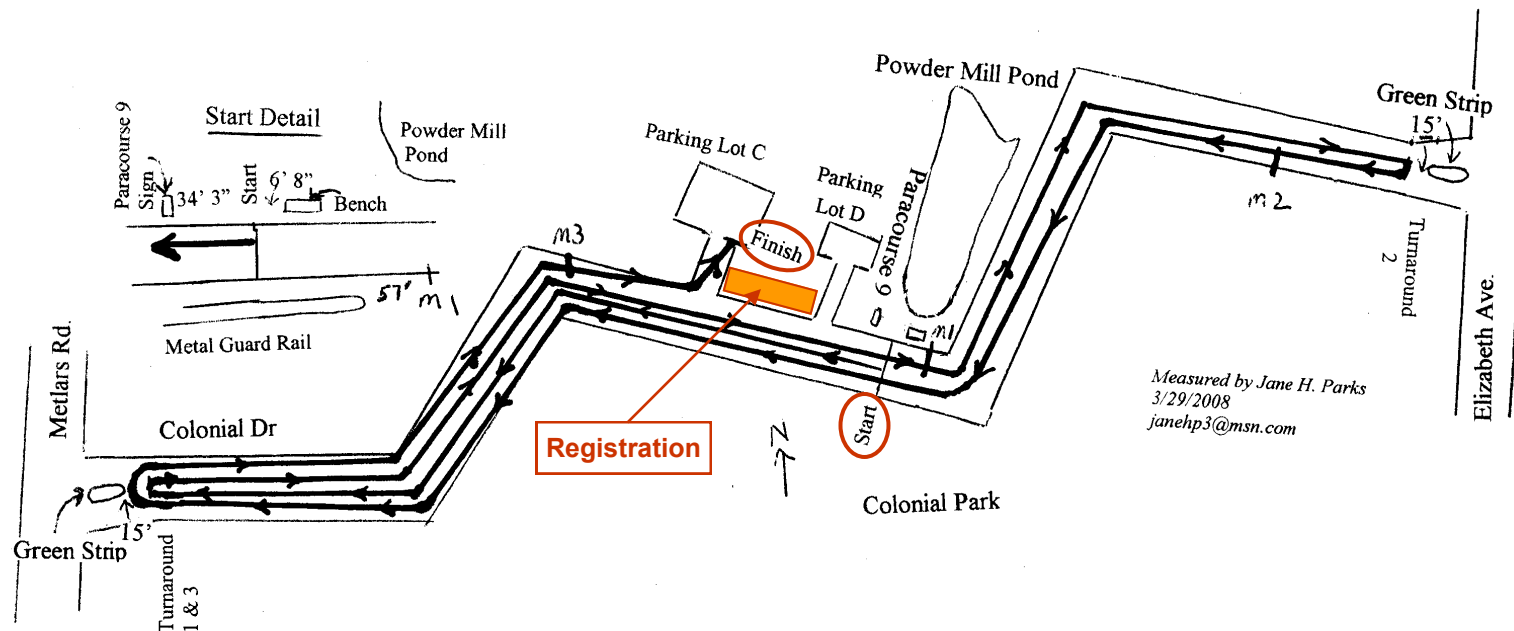 Start Detail
Paracourse 9
Sign
34' 3”
Start
6' 8”
Bench
Powder Mill
Pond
57'
m1
Metal Guard Rail
Parking Lot C
Finish
Parking
Lot D
Paracourse 9
Powder Mill Pond
Green Strip
15'
m2
Turnaround
2
Elizabeth Ave.
m3
m1
Registration
Start
N
Measured by Jane H. Parks
3/29/2008
janehp3@msn.com
Colonial Park
Metlars Rd.
Colonial Dr
15'
Green Strip
Turnaround
1 & 3